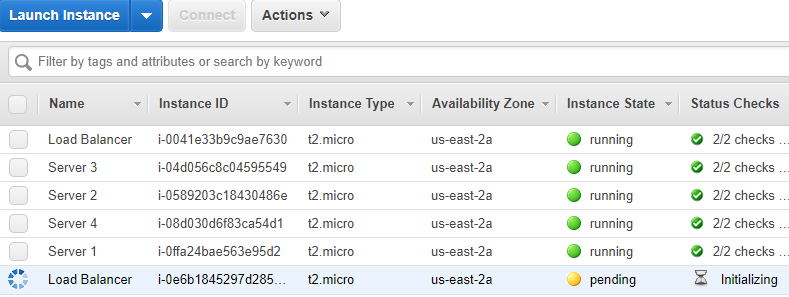 Launch Instance Connect Actions
Filter by tags and attributes or search by keyword
Name Instance ID Instance Type Availability Zone Instance State Status Checks
Load Balancer i-0041e33b9c9ae7630 t2.micro us-east-2a running 2/2 checks ...
Server 3 i-04d056c8c04595549 t2.micro us-east-2a running 2/2 checks ...
Server 2 i-0589203c18430486e t2.micro us-east-2a running 2/2 checks ...
Server 4 i-08d030d6f83ca54d1 t2.micro us-east-2a running 2/2 checks ...
Server 1 i-0ffa24bae563e95d2 t2.micro us-east-2a running 2/2 checks ...
Load Balancer i-0e6b1845297d285... t2.micro us-east-2a pending Initializing